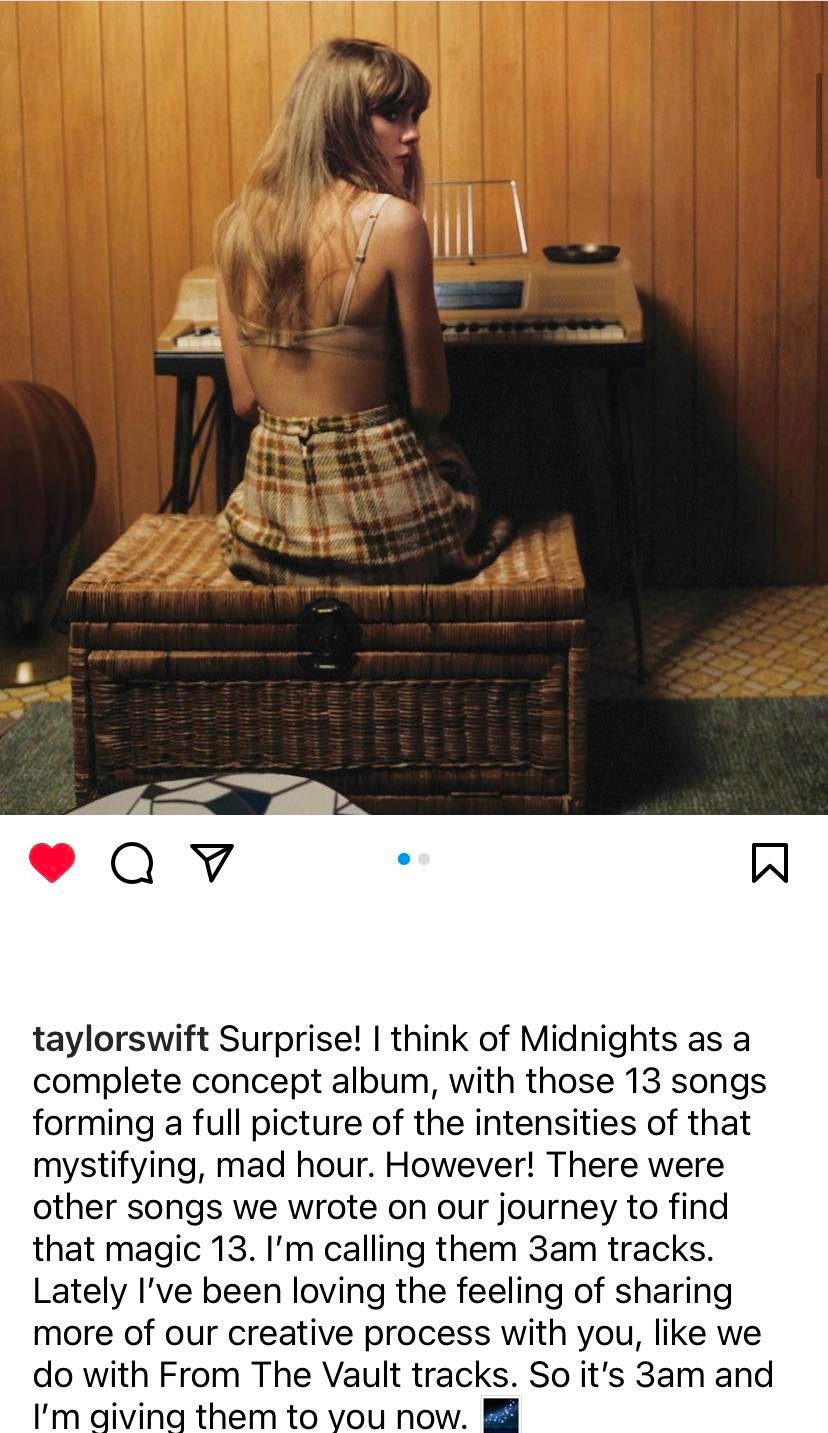 taylorswift Surprise! I think of Midnights as a
complete concept album, with those 13 songs
forming a full picture of the intensities of that
mystifying, mad hour. However! There were
other songs we wrote on our journey to find
that magic 13. I’m calling them 3am tracks.
Lately I’ve been loving the feeling of sharing
more of our creative process with you, like we
do with From The Vault tracks. So it’s 3am and
I’m giving them to you now. 🌌